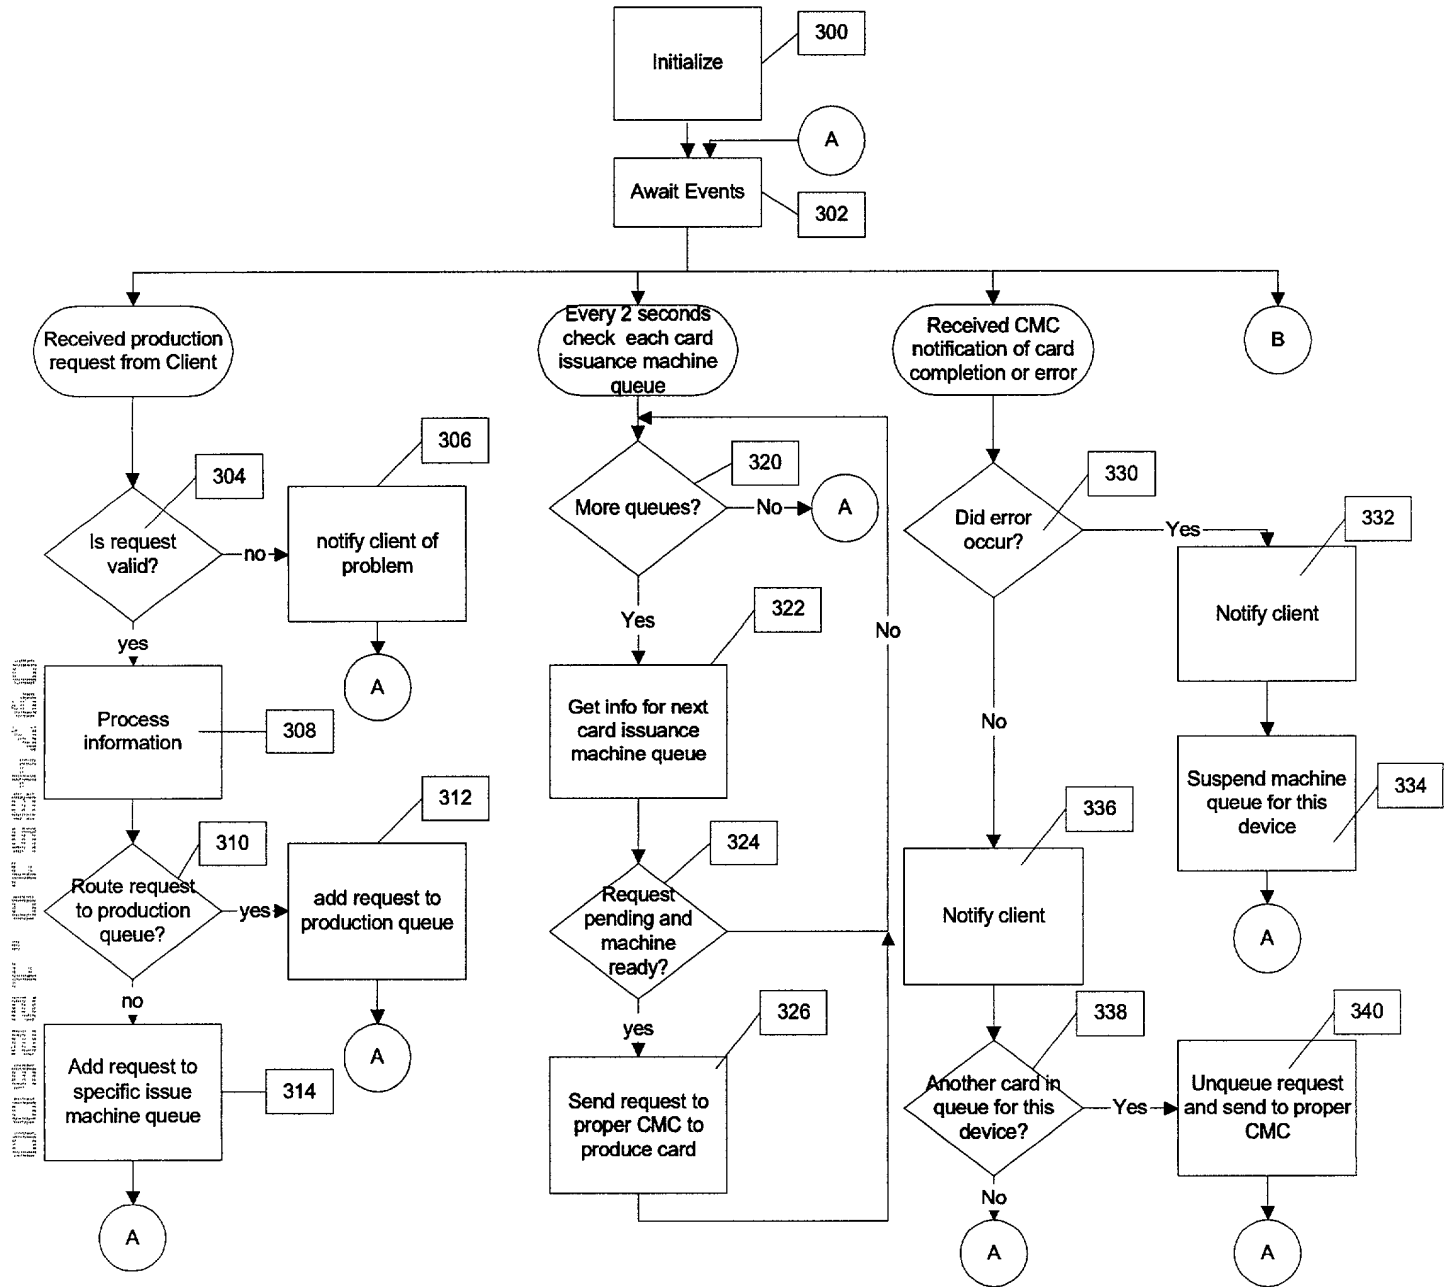 Initialize
300
A
Await Events
302
Received production
request from Client
Every 2 seconds
check each card
issuance machine
queue
Received CMC
notification of card
completion or error
B
304
306
Is request
valid?
no
notify client of
problem
A
yes
Process
information
308
310
312
Route request
to production
queue?
yes
add request to
production queue
A
no
Add request to
specific issue
machine queue
314
A
320
More queues?
No
A
Yes
322
No
Get info for next
card issuance
machine queue
324
Request
pending and
machine
ready?
yes
326
Send request to
proper CMC to
produce card
330
Did error
occur?
Yes
332
Notify client
No
Suspend machine
queue for this
device
334
A
336
Notify client
338
Another card in
queue for this
device?
Yes
340
Unqueue request
and send to proper
CMC
No
A
A